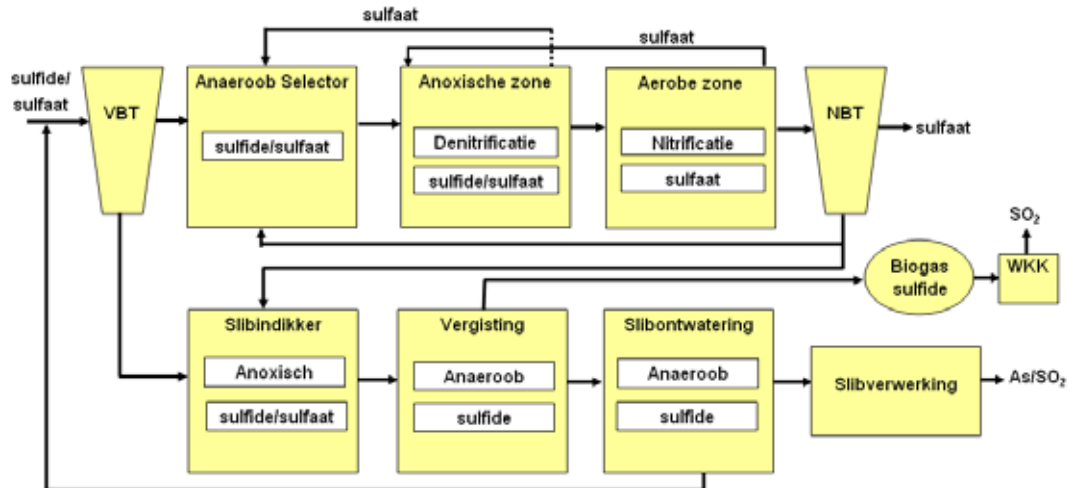 sulfaat
sulfaat
sulfide/
sulfaat
VBT
Anaeroob Selector
sulfide/sulfaat
Anoxische zone
Denitrificatie
sulfide/sulfaat
Aerobe zone
Nitrificatie
sulfaat
NBT
sulfaat
SO₂
Biogas
sulfide
WKK
Slibindikker
Anoxisch
sulfide/sulfaat
Vergisting
Anaeroob
sulfide
Slibontwatering
Anaeroob
sulfide
Slibverwerking
As/SO₂